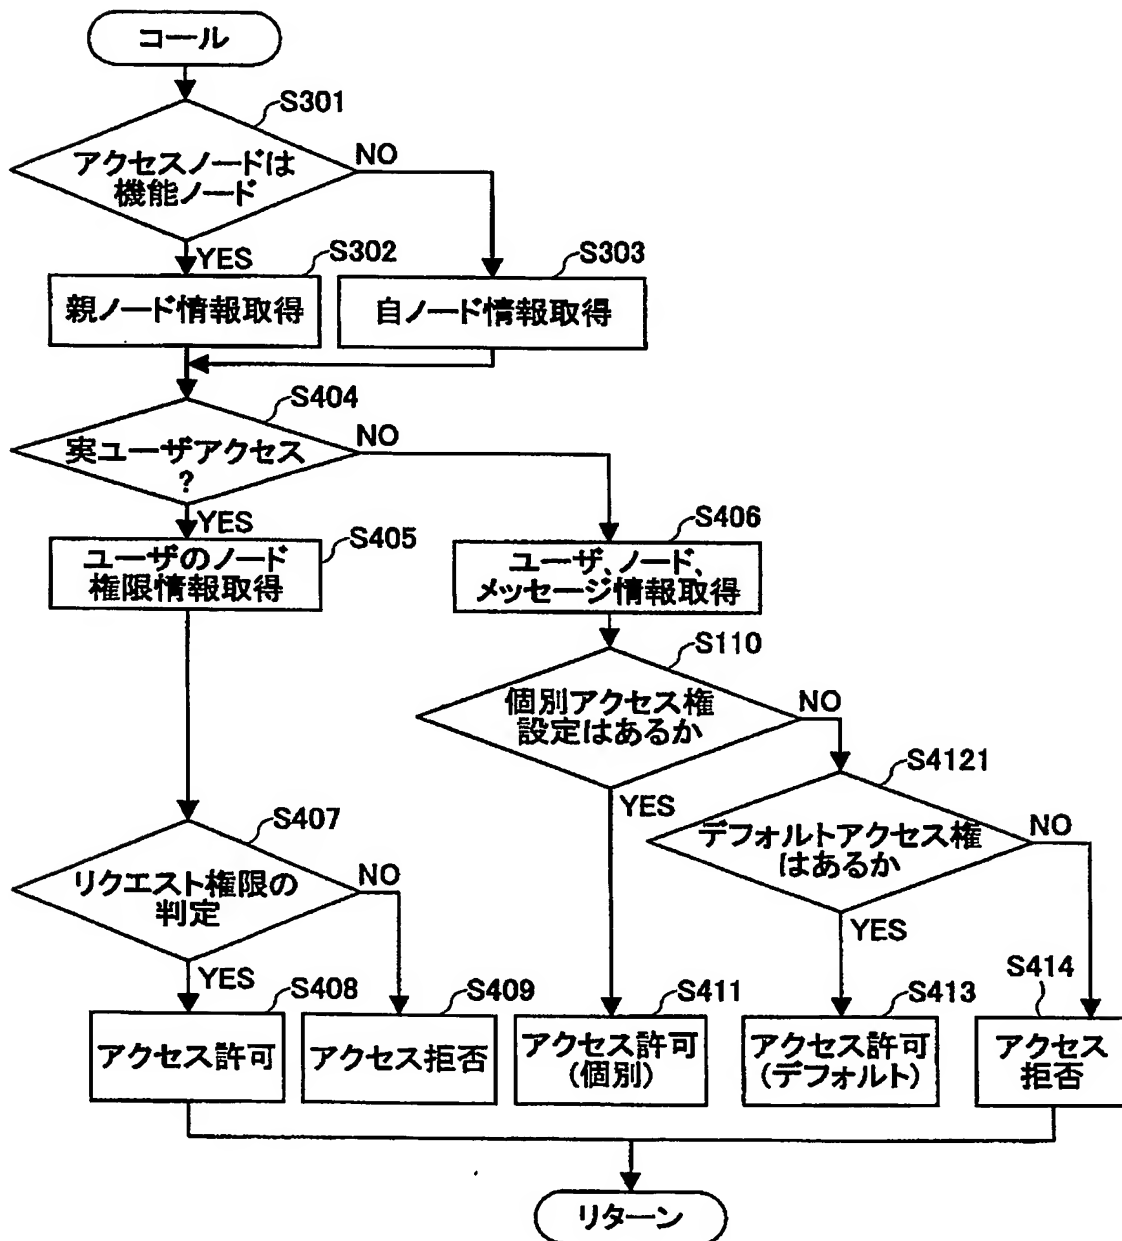 コール
S301
アクセスノードは
機能ノード
NO
YES
S302
親ノード情報取得
S303
自ノード情報取得
S404
実ユーザアクセス
?
NO
YES
S405
ユーザのノード
権限情報取得
S406
ユーザ、ノード、
メッセージ情報取得
S110
個別アクセス権
設定はあるか
NO
YES
S4121
デフォルトアクセス権
はあるか
NO
YES
S407
リクエスト権限の
判定
NO
YES
S408
アクセス許可
S409
アクセス拒否
S411
アクセス許可
(個別)
S413
アクセス許可
(デフォルト)
S414
アクセス
拒否
リターン